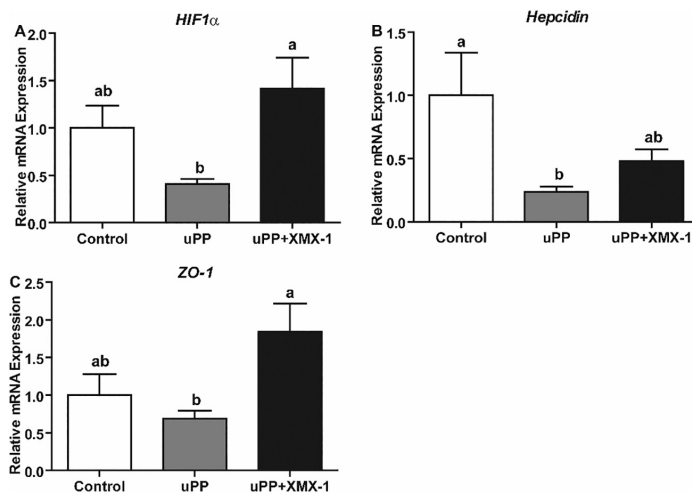 A
HIF1α
Relative mRNA Expression
2.0
1.5
1.0
0.5
0.0
ab
b
a
Control
uPP
uPP+XMX-1
B
Hepcidin
Relative mRNA Expression
1.5
1.0
0.5
0.0
a
b
ab
Control
uPP
uPP+XMX-1
C
ZO-1
Relative mRNA Expression
2.5
2.0
1.5
1.0
0.5
0.0
ab
b
a
Control
uPP
uPP+XMX-1